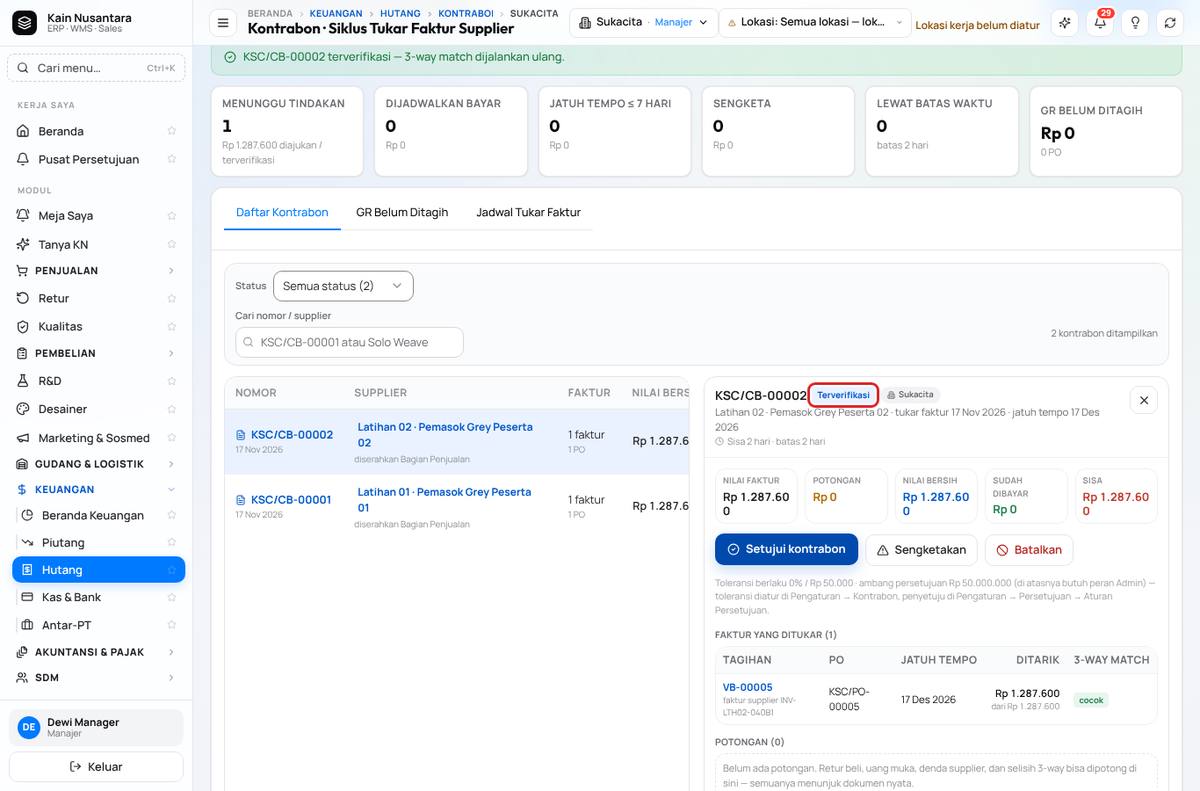 Kain Nusantara
ERP · WMS · Sales
Cari menu... Ctrl+K
KERJA SAYA
Beranda
Pusat Persetujuan
MODUL
Meja Saya
Tanya KN
PENJUALAN
Retur
Kualitas
PEMBELIAN
R&D
Desainer
Marketing & Sosmed
GUDANG & LOGISTIK
KEUANGAN
Beranda Keuangan
Piutang
Hutang
Kas & Bank
Antar-PT
AKUNTANSI & PAJAK
SDM
DE Dewi Manager
Manajer
Keluar
BERANDA > KEUANGAN > HUTANG > KONTRABOI > SUKACITA
Kontrabon · Siklus Tukar Faktur Supplier
Sukacita · Manajer
Lokasi: Semua lokasi — lok...
Lokasi kerja belum diatur
29
KSC/CB-00002 terverifikasi — 3-way match dijalankan ulang.
MENUNGGU TINDAKAN
1
Rp 1.287.600 diajukan /
terverifikasi
DIJADWALKAN BAYAR
0
Rp 0
JATUH TEMPO ≤ 7 HARI
0
Rp 0
SENGKETA
0
Rp 0
LEWAT BATAS WAKTU
0
batas 2 hari
GR BELUM DITAGIH
Rp 0
0 PO
Daftar Kontrabon GR Belum Ditagih Jadwal Tukar Faktur
Status Semua status (2)
Cari nomor / supplier
KSC/CB-00001 atau Solo Weave
2 kontrabon ditampilkan
NOMOR SUPPLIER FAKTUR NILAI BERS
KSC/CB-00002
17 Nov 2026
Latihan 02 · Pemasok Grey Peserta
02
diserahkan Bagian Penjualan
1 faktur
1 PO
Rp 1.287.6
KSC/CB-00001
17 Nov 2026
Latihan 01 · Pemasok Grey Peserta
01
diserahkan Bagian Penjualan
1 faktur
1 PO
Rp 1.287.6
KSC/CB-00002 Terverifikasi Sukacita
Latihan 02 · Pemasok Grey Peserta 02 · tukar faktur 17 Nov 2026 · jatuh tempo 17 Des
2026
Sisa 2 hari · batas 2 hari
NILAI FAKTUR
Rp 1.287.60
0
POTONGAN
Rp 0
NILAI BERSIH
Rp 1.287.60
0
SUDAH
DIBAYAR
Rp 0
SISA
Rp 1.287.60
0
Setujui kontrabon Sengketakan Batalkan
Toleransi berlaku 0% / Rp 50.000 · ambang persetujuan Rp 50.000.000 (di atasnya butuh peran Admin) —
toleransi diatur di Pengaturan → Kontrabon, penyetuju di Pengaturan → Persetujuan → Aturan
Persetujuan.
FAKTUR YANG DITUKAR (1)
TAGIHAN PO JATUH TEMPO DITARIK 3-WAY MATCH
VB-00005
faktur supplier INV-
LTH02-040B1
KSC/PO-
00005
17 Des 2026
Rp 1.287.600
dari Rp 1.287.600
cocok
POTONGAN (0)
Belum ada potongan. Retur beli, uang muka, denda supplier, dan selisih 3-way bisa dipotong di
sini — semuanya menunjuk dokumen nyata.